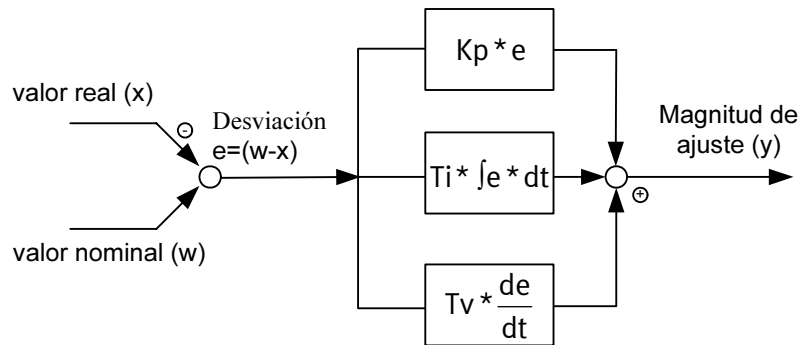 Kp * e
valor real (x)
-
Desviación
e=(w-x)
Ti * ∫e * dt
valor nominal (w)
Tv * de/dt
+
Magnitud de
ajuste (y)